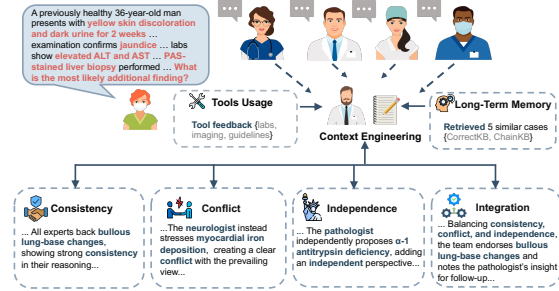 A previously healthy 36-year-old man
presents with yellow skin discoloration
and dark urine for 2 weeks ...
examination confirms jaundice ... labs
show elevated ALT and AST ... PAS-
stained liver biopsy performed ... What
is the most likely additional finding?
Tools Usage
Tool feedback {labs,
imaging, guidelines}
Context Engineering
Long-Term Memory
Retrieved 5 similar cases
{CorrectKB, ChainKB}
Consistency
... All experts back bullous
lung-base changes,
showing strong consistency
in their reasoning...
Conflict
...The neurologist instead
stresses myocardial iron
deposition, creating a clear
conflict with the prevailing
view...
Independence
... The pathologist
independently proposes α-1
antitrypsin deficiency, adding
an independent perspective...
Integration
... Balancing consistency,
conflict, and independence,
the team endorses bullous
lung-base changes and
notes the pathologist's insight
for follow-up...